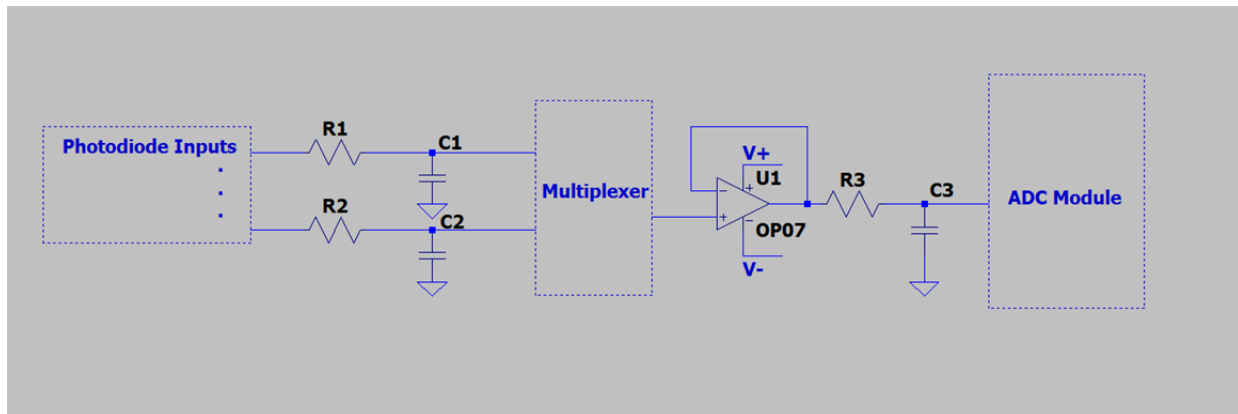 Photodiode Inputs
R1
C1
R2
C2
Multiplexer
V+
U1
OP07
V-
R3
C3
ADC Module